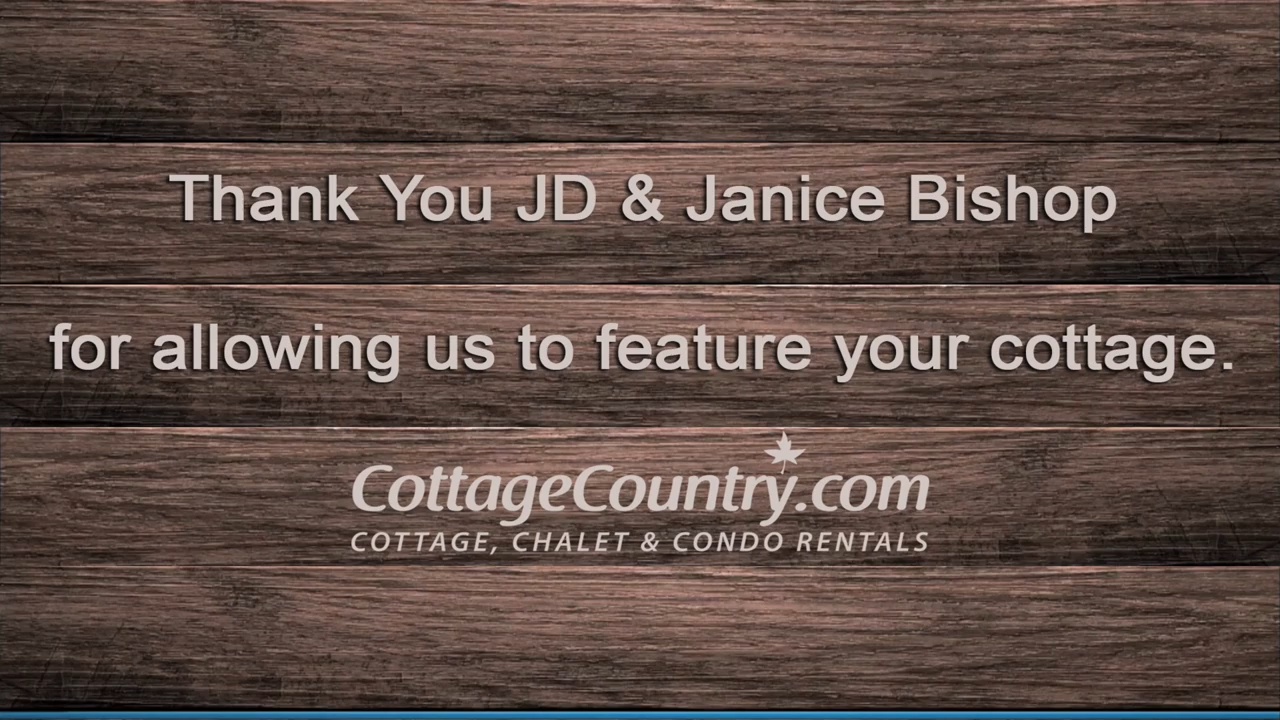 Thank You JD & Janice Bishop
for allowing us to feature your cottage.
CottageCountry.com
COTTAGE, CHALET & CONDO RENTALS